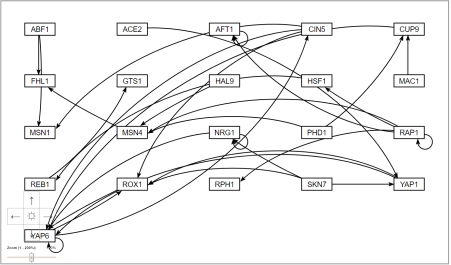 ABF1 ACE2 AFT1 CIN5 CUP9
FHL1 GTS1 HAL9 HSF1 MAC1
MSN1 MSN4 NRG1 PHD1 RAP1
REB1 ROX1 RPH1 SKN7 YAP1
YAP6